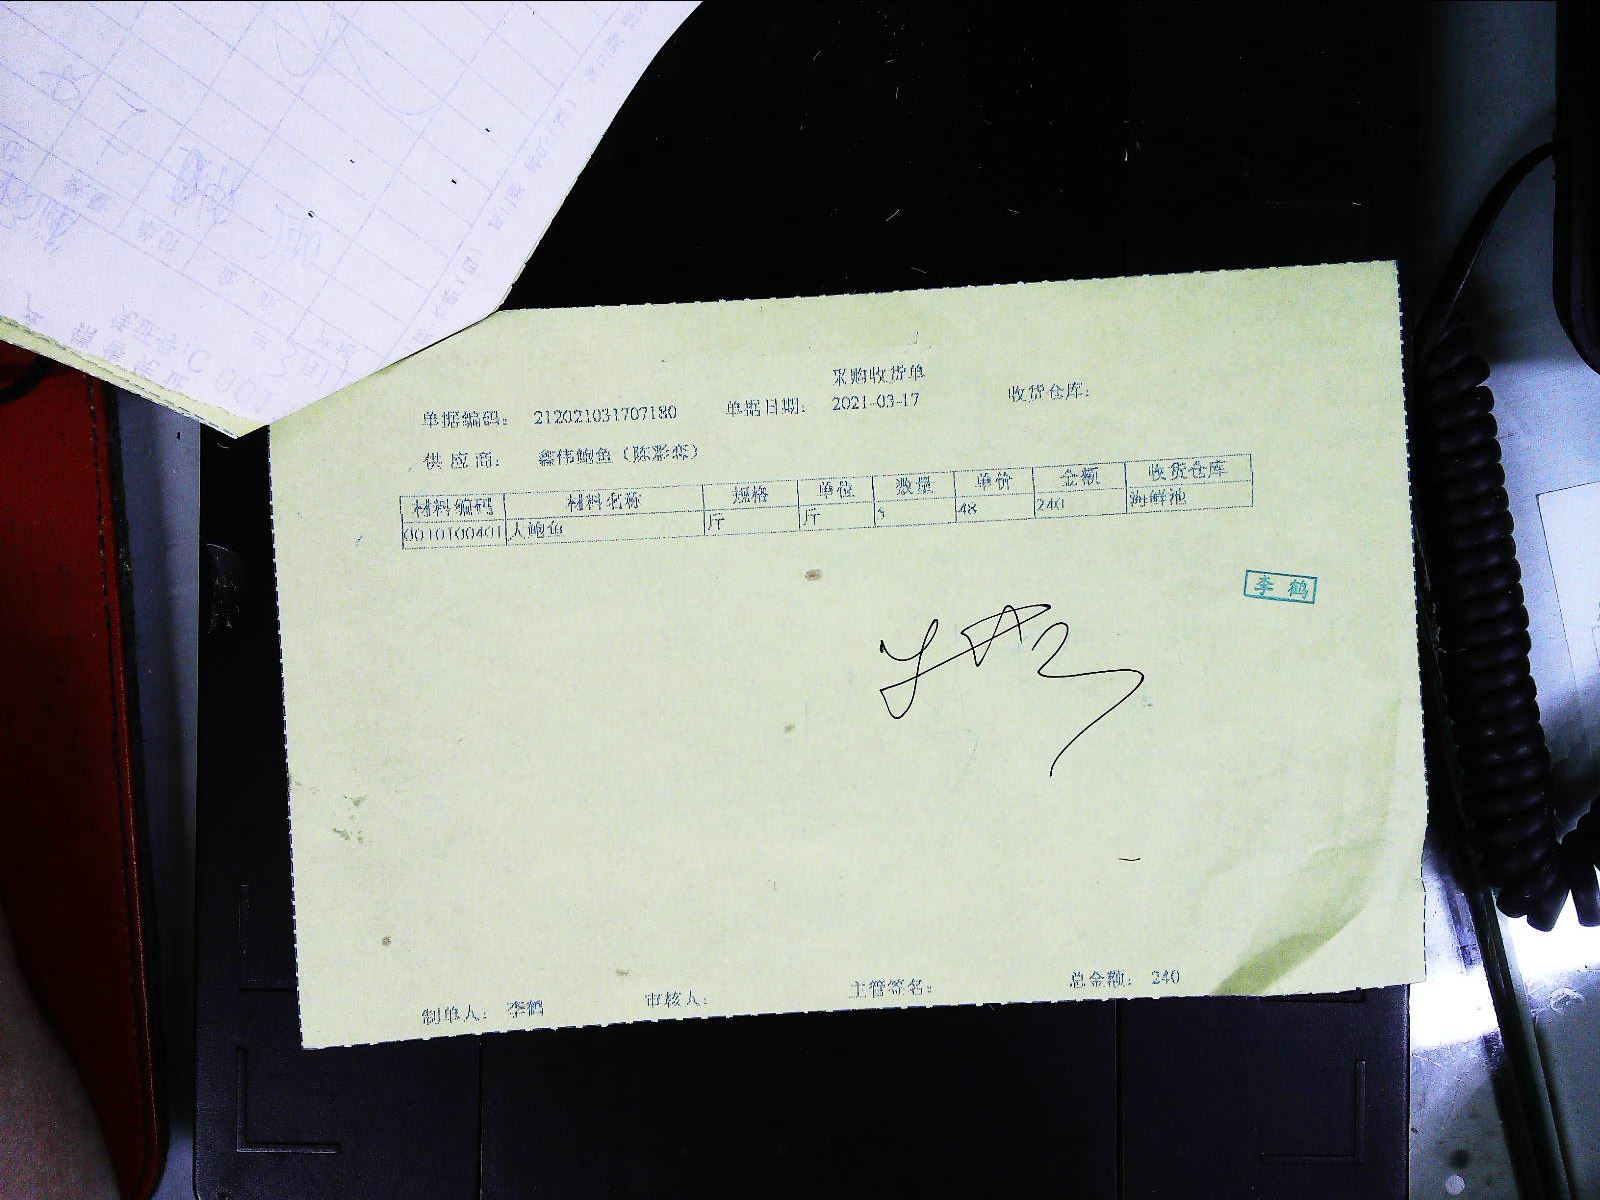 采购收货单
单据编码: 212021031707180 单据日期: 2021-03-17 收货仓库:
供应商: 鑫伟鲍鱼（陈彩恋）
材料编码 材料名称 规格 单位 数量 单价 金额 收货仓库
0010100401 大鲍鱼 斤 斤 5 48 240 海鲜池
李鹤
制单人: 李鹤 审核人: 主管签名: 总金额: 240